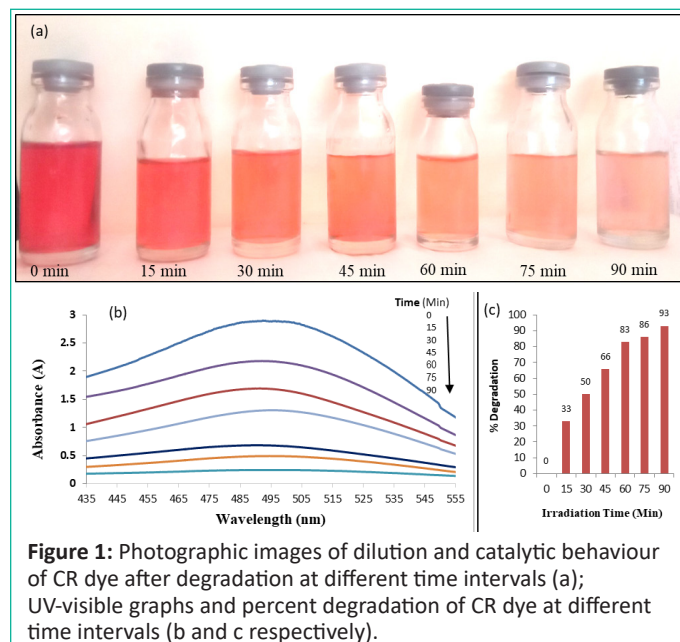 (a)
0 min 15 min 30 min 45 min 60 min 75 min 90 min
(b)
Time (Min)
0
15
30
45
60
75
90
3
2.5
2
1.5
1
0.5
0
Absorbance (A)
435 445 455 465 475 485 495 505 515 525 535 545 555
Wavelength (nm)
(c)
100
90
80
70
60
50
40
30
20
10
0
% Degradation
0 33 50 66 83 86 93
0 15 30 45 60 75 90
Irradiation Time (Min)
Figure 1: Photographic images of dilution and catalytic behaviour
of CR dye after degradation at different time intervals (a);
UV-visible graphs and percent degradation of CR dye at different
time intervals (b and c respectively).